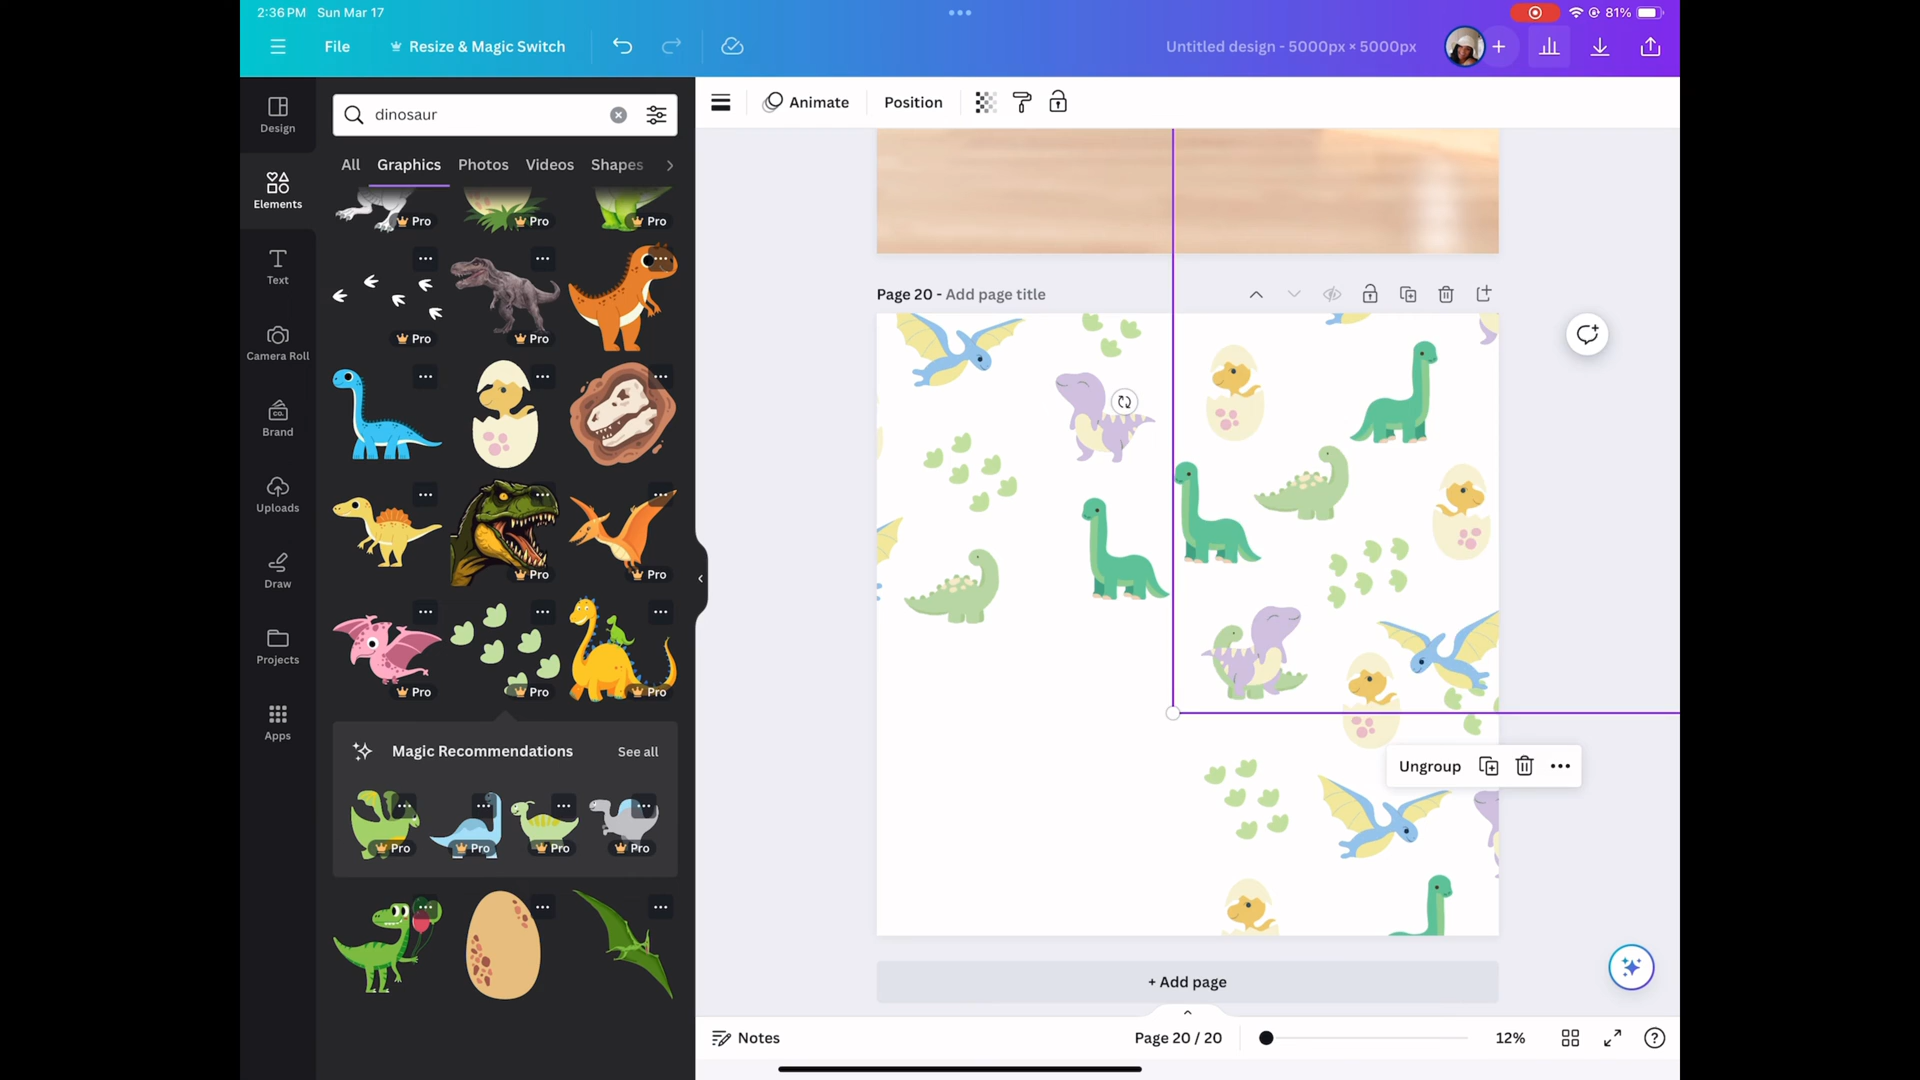 2:36 PM Sun Mar 17
81%
File
Resize & Magic Switch
Untitled design - 5000px × 5000px
Design
Elements
Text
Camera Roll
CO.
Brand
Uploads
Draw
Projects
Apps
dinosaur
All Graphics Photos Videos Shapes
Pro Pro Pro
Pro Pro
Pro Pro
Pro Pro Pro
Magic Recommendations See all
Pro Pro Pro Pro
Animate Position
Page 20 - Add page title
Ungroup
+ Add page
Notes
Page 20 / 20
12%